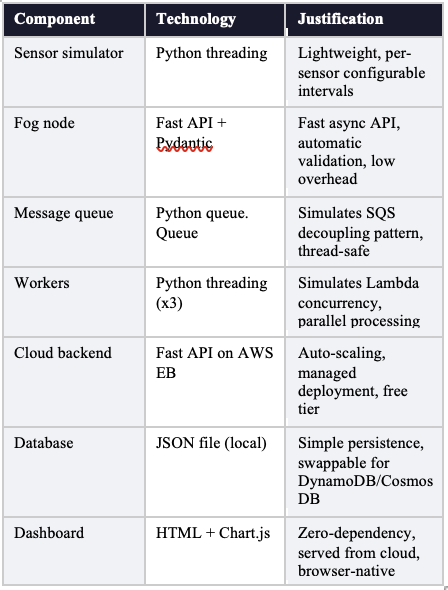 Component Technology Justification
Sensor simulator Python threading Lightweight, per-
sensor configurable
intervals
Fog node Fast API + Fast async API,
Pydantic automatic
validation, low
overhead
Message queue Python queue. Simulates SQS
Queue decoupling pattern,
thread-safe
Workers Python threading Simulates Lambda
(x3) concurrency,
parallel processing
Cloud backend Fast API on AWS Auto-scaling,
EB managed
deployment, free
tier
Database JSON file (local) Simple persistence,
swappable for
DynamoDB/Cosmos
DB
Dashboard HTML + Chart.js Zero-dependency,
served from cloud,
browser-native